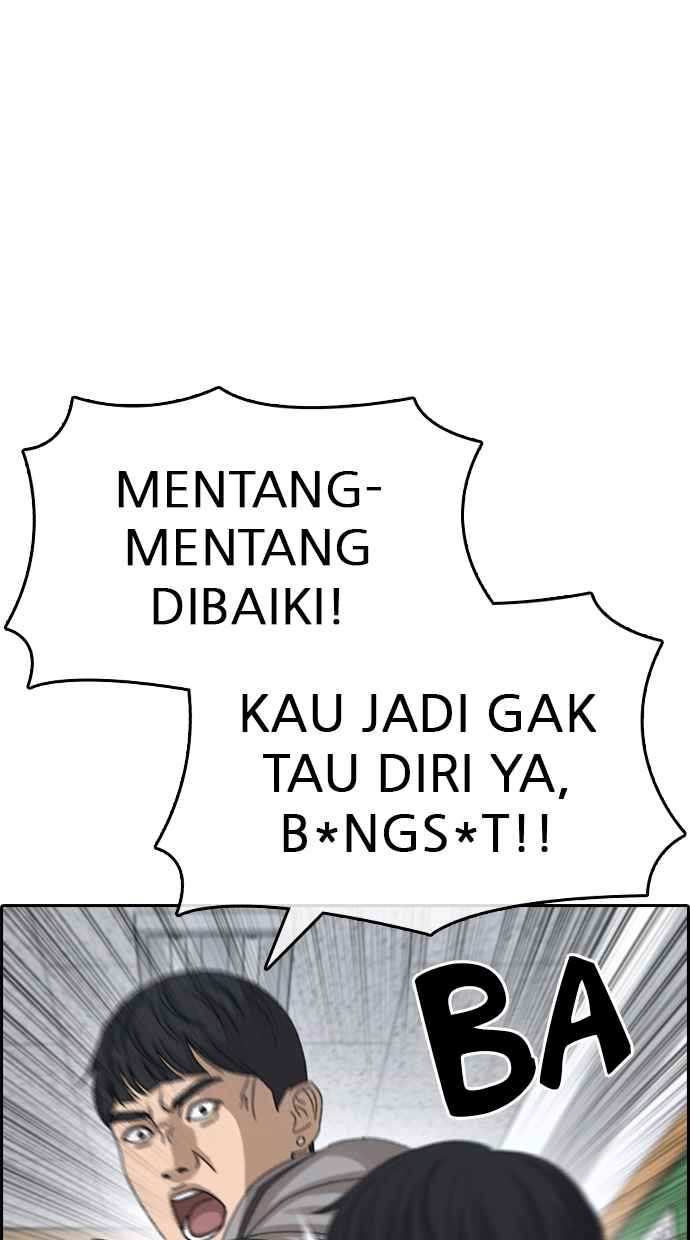 MENTANG-
MENTANG
DIBAIKI!
KAU JADI GAK
TAU DIRI YA,
B*NGS*T!!
BA